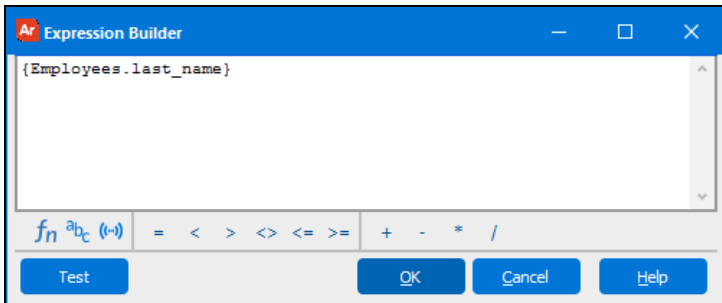 Ar Expression Builder
{Employees.last_name}
fn abc = < > <> <= >= + - * /
Test OK Cancel Help